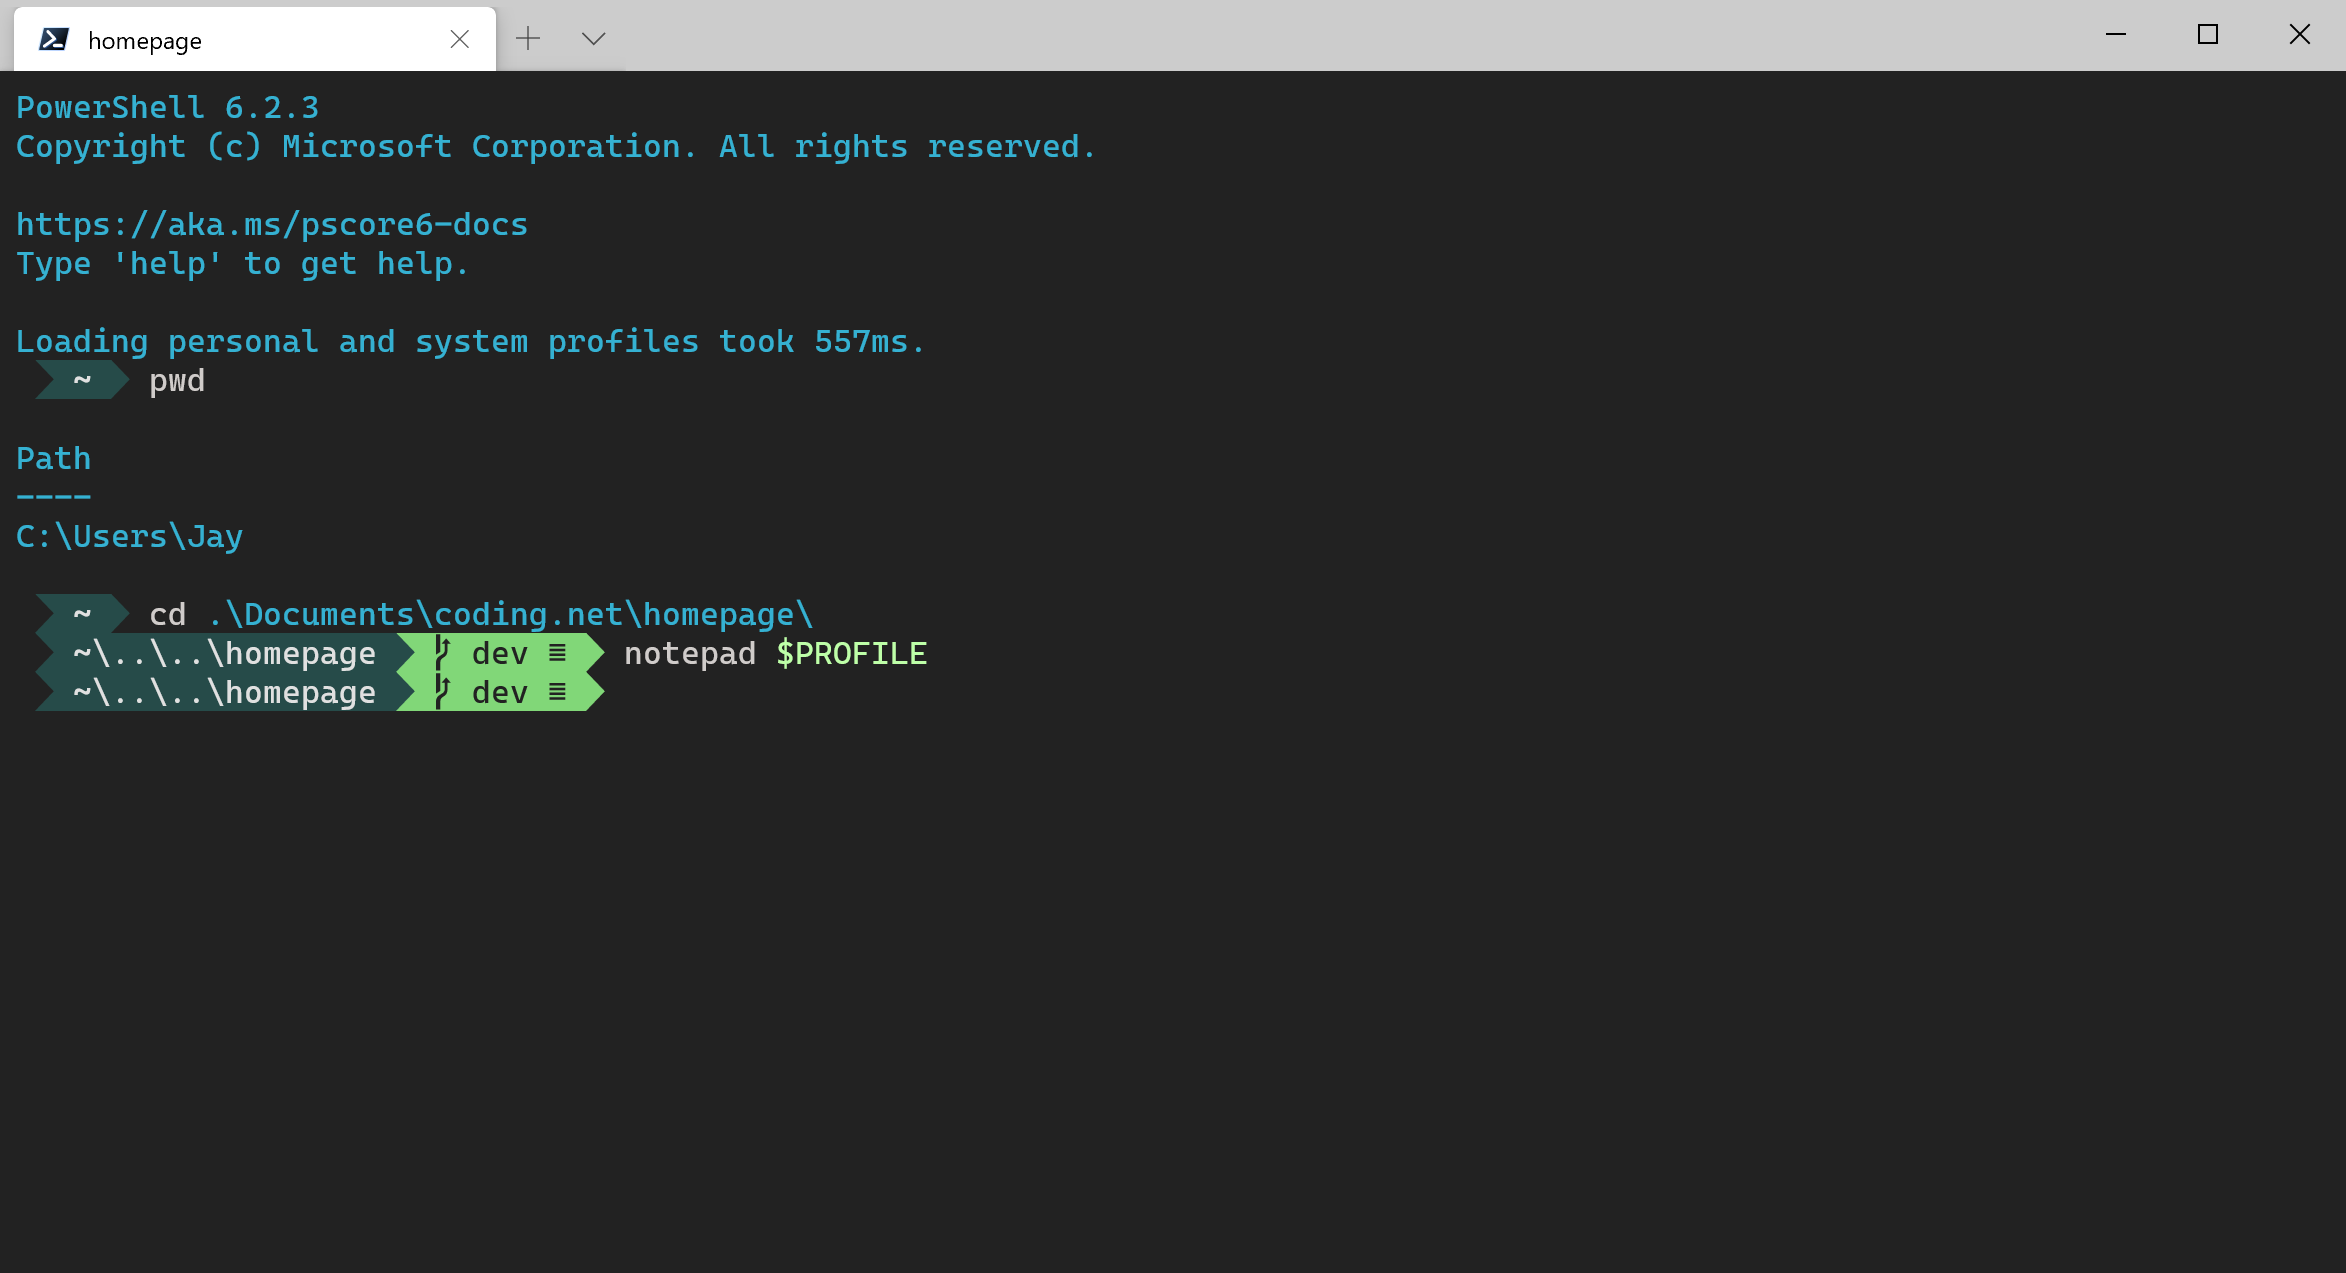 homepage
PowerShell 6.2.3
Copyright (c) Microsoft Corporation. All rights reserved.
https://aka.ms/pscore6-docs
Type 'help' to get help.
Loading personal and system profiles took 557ms.
~ pwd
Path
----
C:\Users\Jay
~ cd .\Documents\coding.net\homepage\
~\..\..\homepage dev ≣ notepad $PROFILE
~\..\..\homepage dev ≣